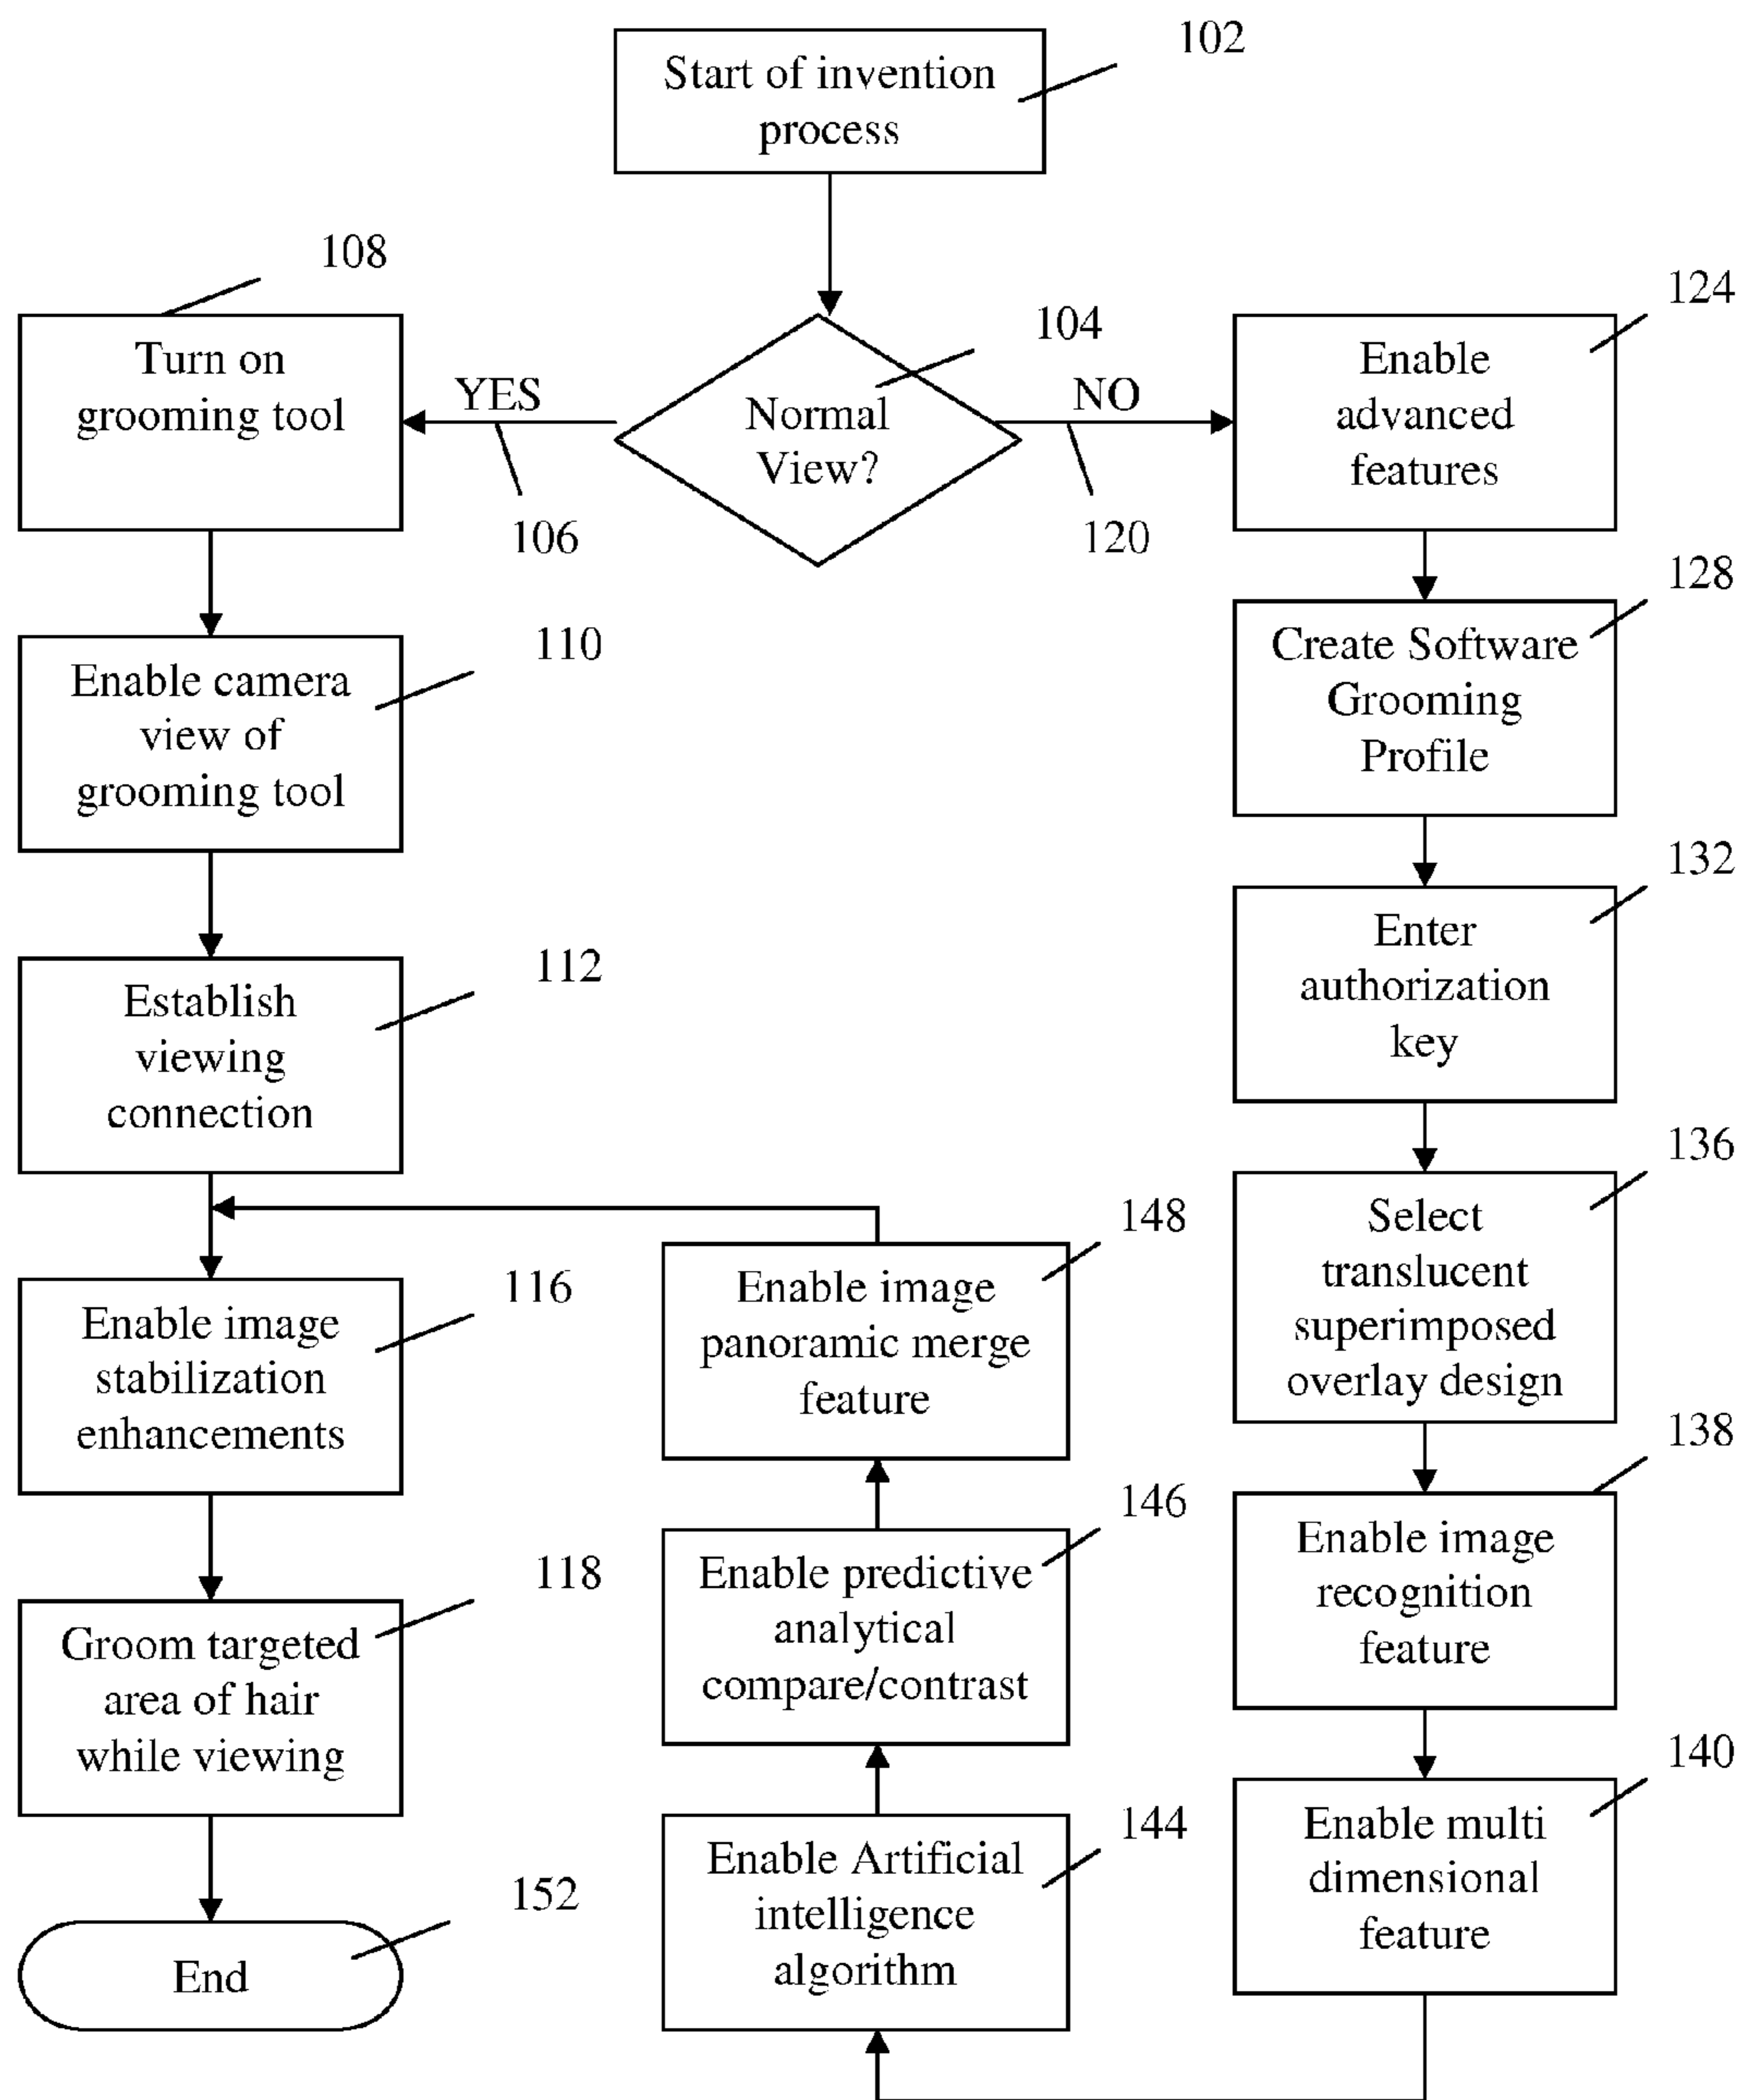 102
Start of invention
process
108
Turn on
grooming tool
YES
106
104
Normal
View?
NO
120
124
Enable
advanced
features
110
Enable camera
view of
grooming tool
128
Create Software
Grooming
Profile
112
Establish
viewing
connection
132
Enter
authorization
key
136
Select
translucent
superimposed
overlay design
116
Enable image
stabilization
enhancements
148
Enable image
panoramic merge
feature
138
Enable image
recognition
feature
118
Groom targeted
area of hair
while viewing
146
Enable predictive
analytical
compare/contrast
140
Enable multi
dimensional
feature
144
Enable Artificial
intelligence
algorithm
152
End